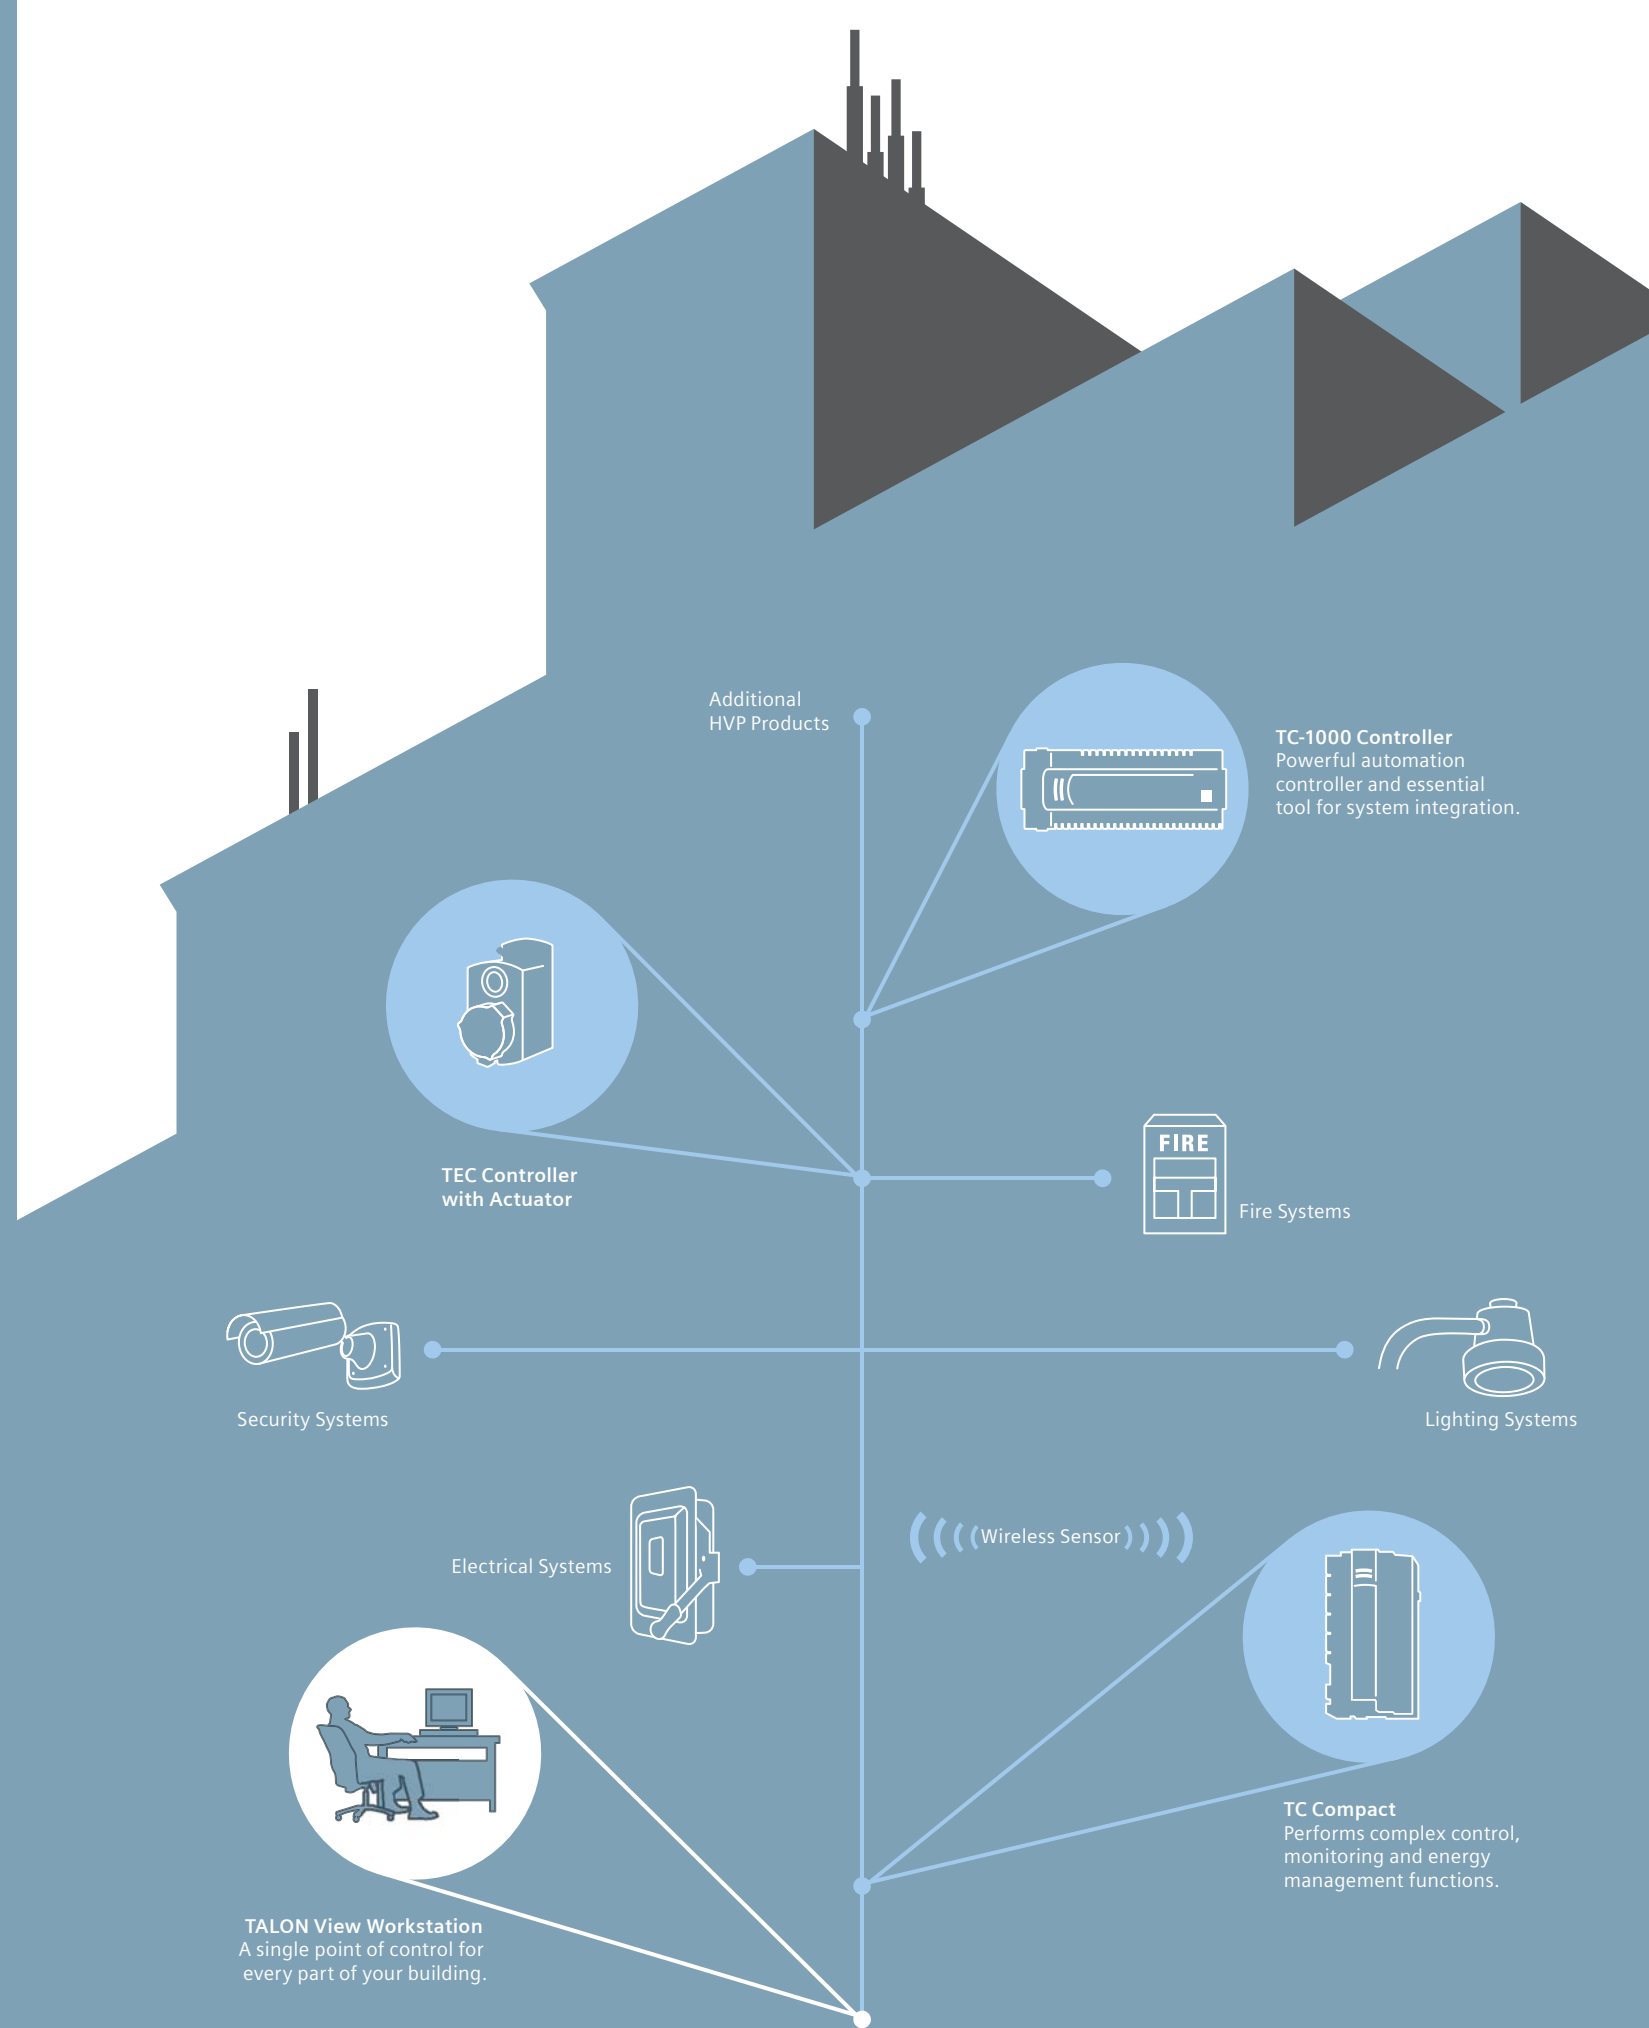 Additional
HVP Products
TC-1000 Controller
Powerful automation
controller and essential
tool for system integration.
FIRE
TEC Controller
with Actuator
Fire Systems
Security Systems
Lighting Systems
Wireless Sensor
Electrical Systems
TC Compact
Performs complex control,
monitoring and energy
management functions.
TALON View Workstation
A single point of control for
every part of your building.